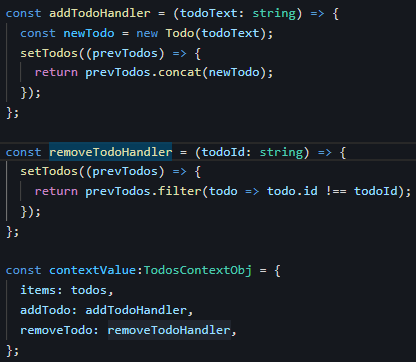 const addTodoHandler = (todoText: string) => {
  const newTodo = new Todo(todoText);
  setTodos((prevTodos) => {
    return prevTodos.concat(newTodo);
  });
};

const removeTodoHandler = (todoId: string) => {
  setTodos((prevTodos) => {
    return prevTodos.filter(todo => todo.id !== todoId);
  });
};

const contextValue:TodosContextObj = {
  items: todos,
  addTodo: addTodoHandler,
  removeTodo: removeTodoHandler,
};